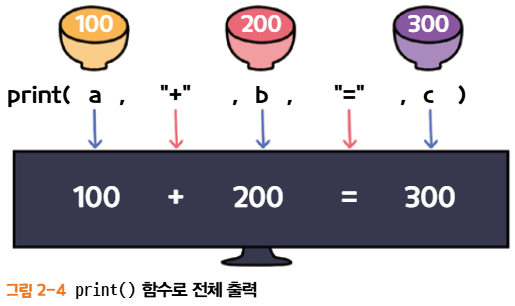 100 200 300
print( a , "+" , b , "=" , c )
100 + 200 = 300
그림 2-4 print() 함수로 전체 출력